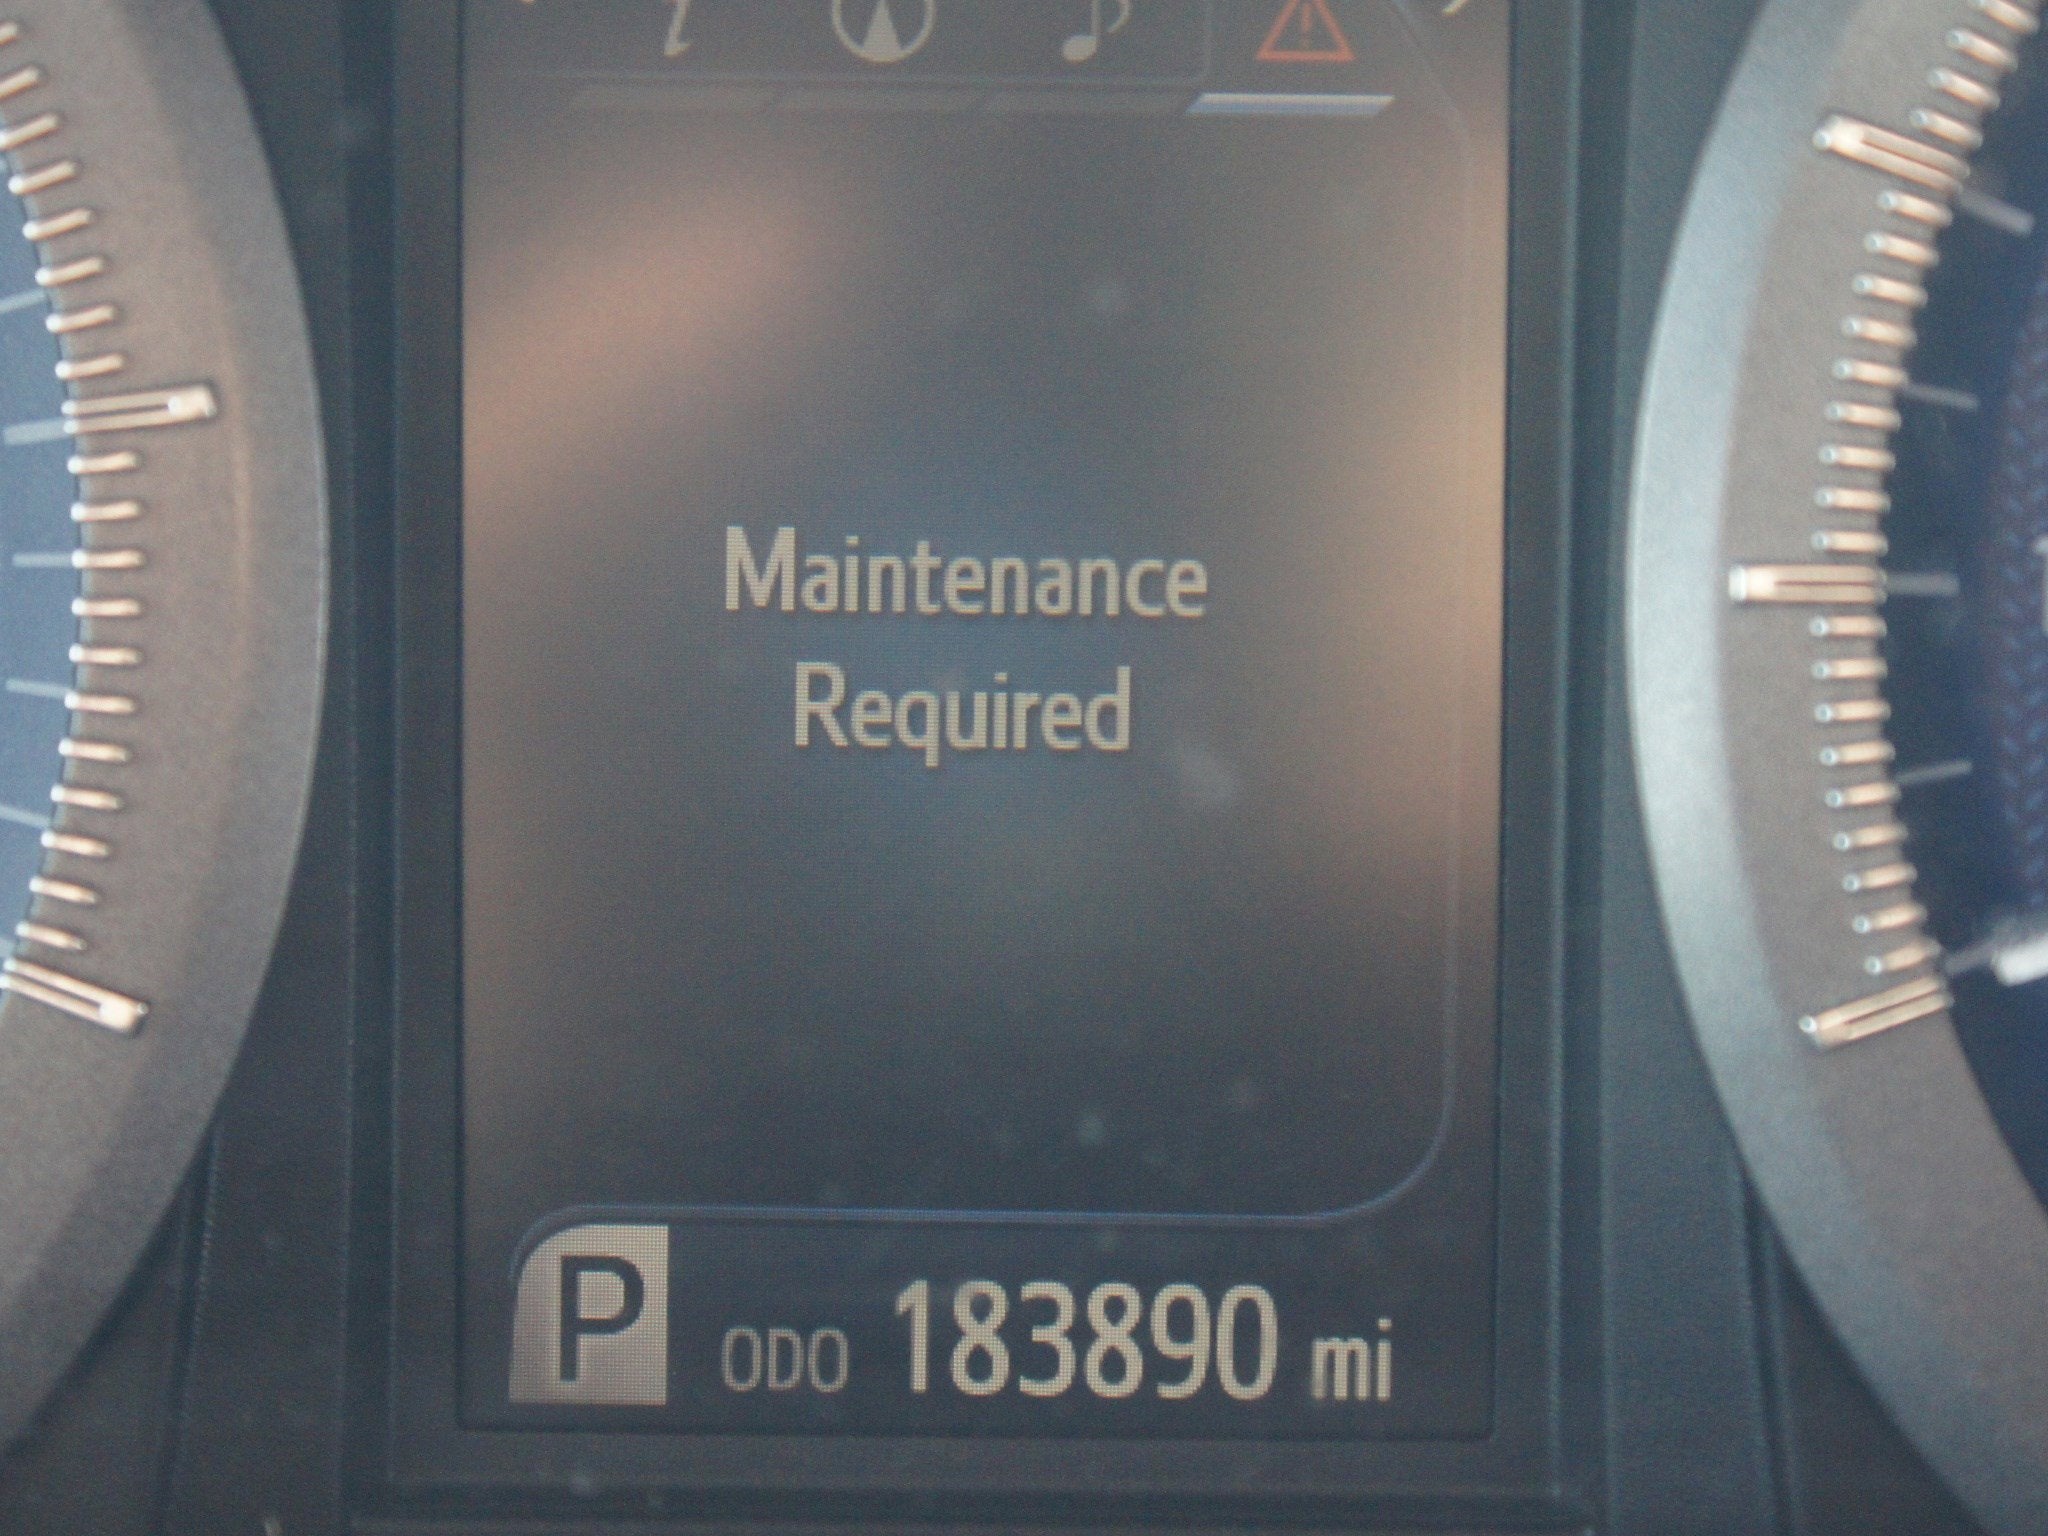 Maintenance
Required
P ODO 183890 mi